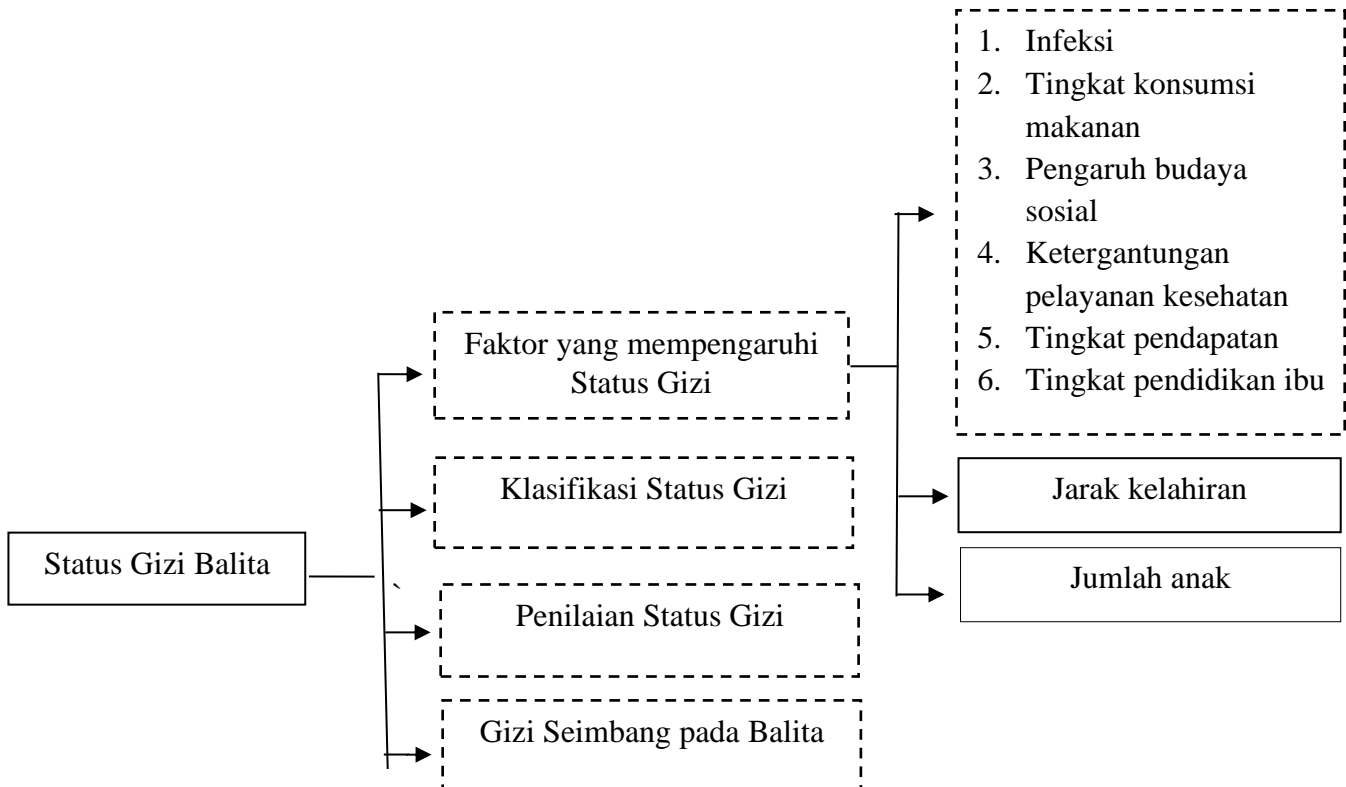 1. Infeksi
2. Tingkat konsumsi
makanan
3. Pengaruh budaya
sosial
4. Ketergantungan
pelayanan kesehatan
5. Tingkat pendapatan
6. Tingkat pendidikan ibu
Faktor yang mempengaruhi
Status Gizi
Klasifikasi Status Gizi
Jarak kelahiran
Status Gizi Balita
`
Jumlah anak
Penilaian Status Gizi
Gizi Seimbang pada Balita